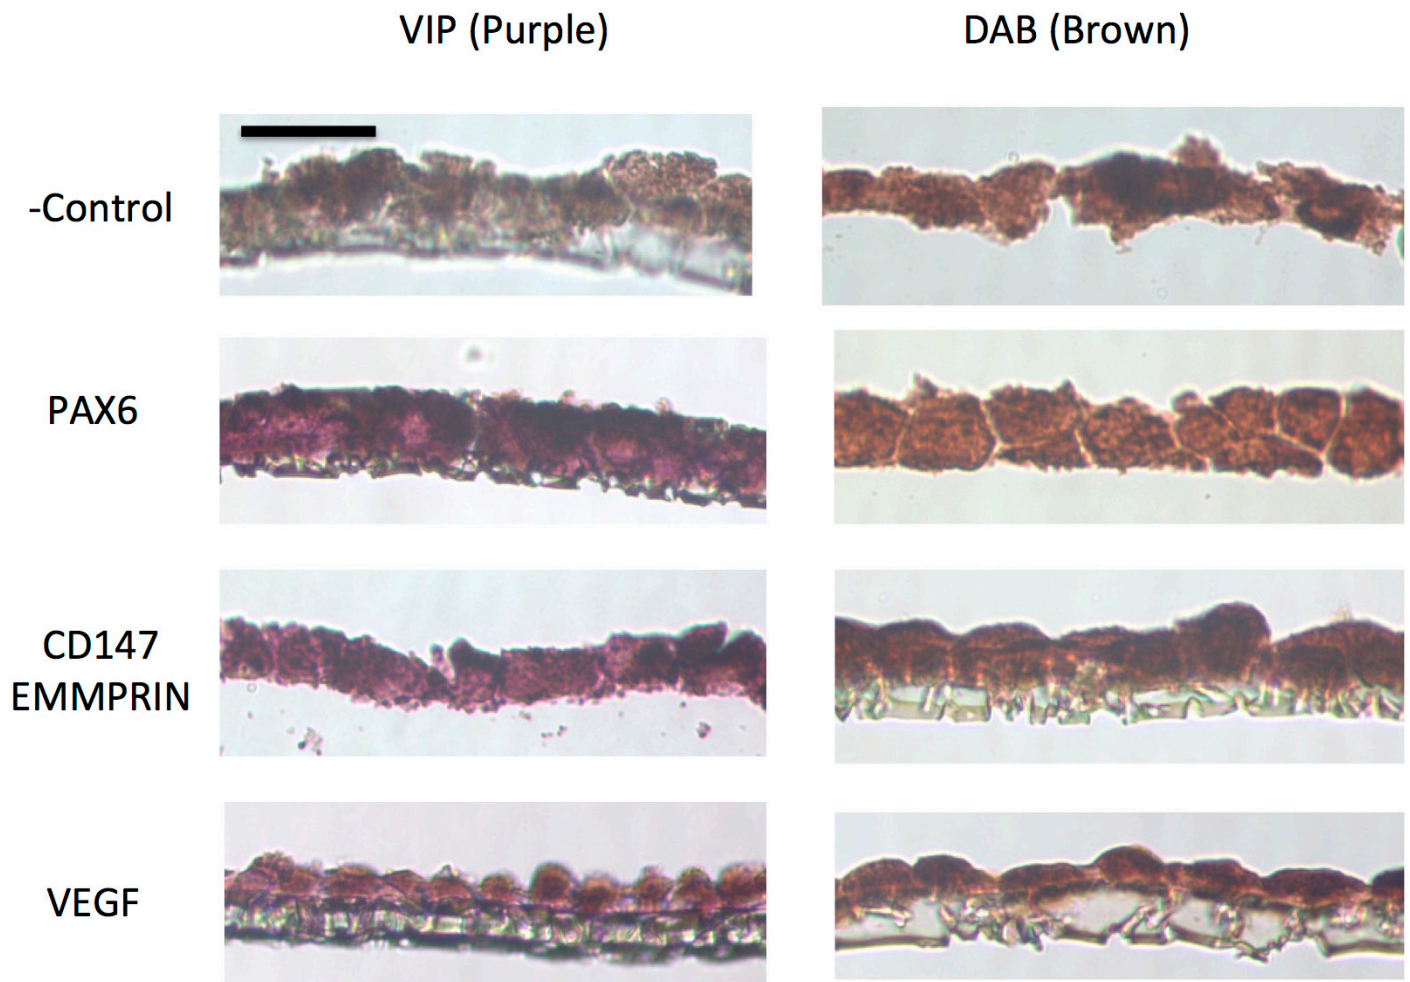 VIP (Purple)
DAB (Brown)
-Control
PAX6
CD147
EMMPRIN
VEGF